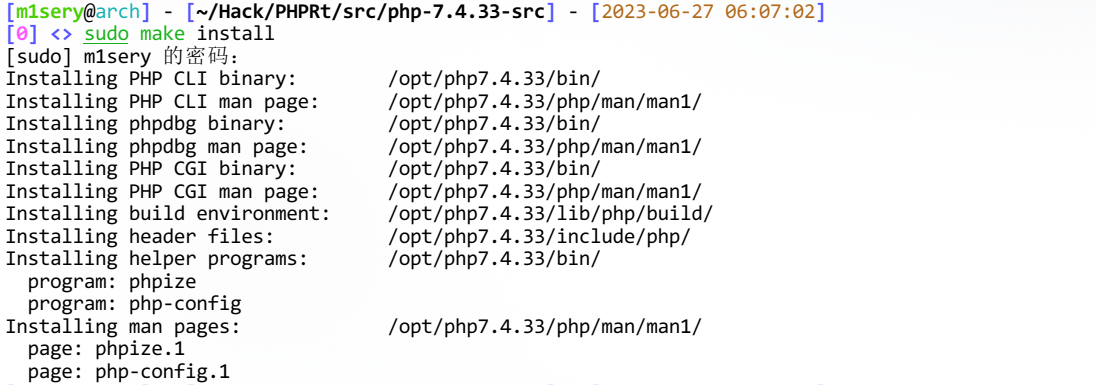 [m1sery@arch] - [~/Hack/PHPRt/src/php-7.4.33-src] - [2023-06-27 06:07:02]
[0] <> sudo make install
[sudo] m1sery 的密码：
Installing PHP CLI binary:        /opt/php7.4.33/bin/
Installing PHP CLI man page:      /opt/php7.4.33/php/man/man1/
Installing phpdbg binary:         /opt/php7.4.33/bin/
Installing phpdbg man page:       /opt/php7.4.33/php/man/man1/
Installing PHP CGI binary:        /opt/php7.4.33/bin/
Installing PHP CGI man page:      /opt/php7.4.33/php/man/man1/
Installing build environment:     /opt/php7.4.33/lib/php/build/
Installing header files:          /opt/php7.4.33/include/php/
Installing helper programs:       /opt/php7.4.33/bin/
  program: phpize
  program: php-config
Installing man pages:             /opt/php7.4.33/php/man/man1/
  page: phpize.1
  page: php-config.1